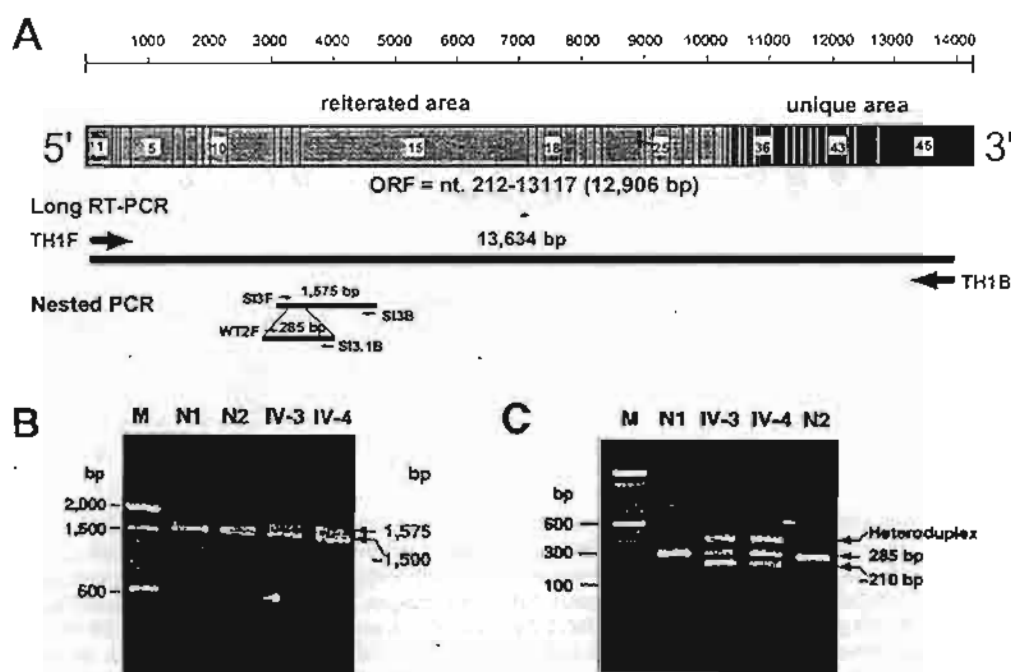 A
1000 2000 3000 4000 5000 6000 7000 8000 9000 10000 11000 12000 13000 14000
reiterated area unique area
5' 1 5 10 15 18 25 36 43 45 3'
ORF = nt. 212-13117 (12,906 bp)
Long RT-PCR
TH1F 13,634 bp
TH1B
Nested PCR
SI3F 1,575 bp
SI3B
WT2F 285 bp
SI3.1B
B M N1 N2 IV-3 IV-4
bp bp
2,000
1,500 1,575
1,500
600
C M N1 IV-3 IV-4 N2
bp
600 Heteroduplex
300 285 bp
210 bp
100